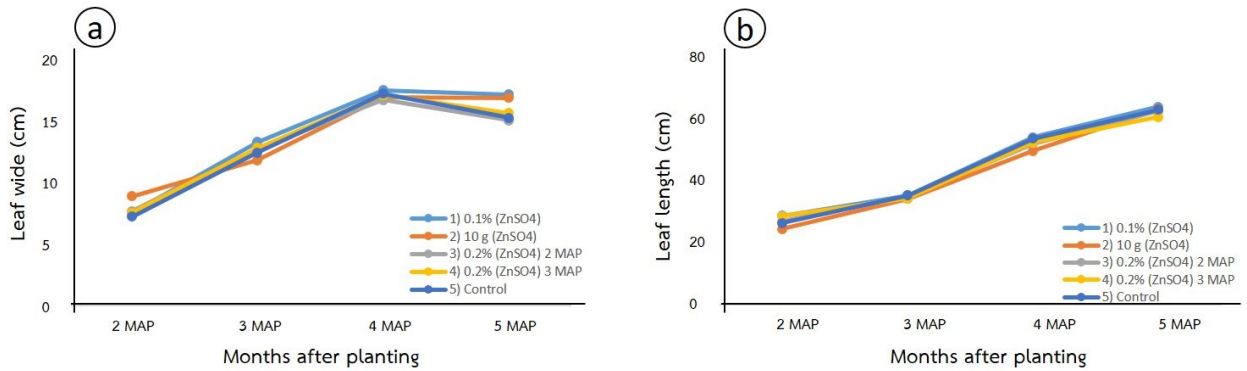 a
20
15
10
5
0
Leaf wide (cm)
1) 0.1% (ZnSO4)
2) 10 g (ZnSO4)
3) 0.2% (ZnSO4) 2 MAP
4) 0.2% (ZnSO4) 3 MAP
5) Control
2 MAP 3 MAP 4 MAP 5 MAP
Months after planting
b
80
60
40
20
0
Leaf length (cm)
1) 0.1% (ZnSO4)
2) 10 g (ZnSO4)
3) 0.2% (ZnSO4) 2 MAP
4) 0.2% (ZnSO4) 3 MAP
5) Control
2 MAP 3 MAP 4 MAP 5 MAP
Months after planting